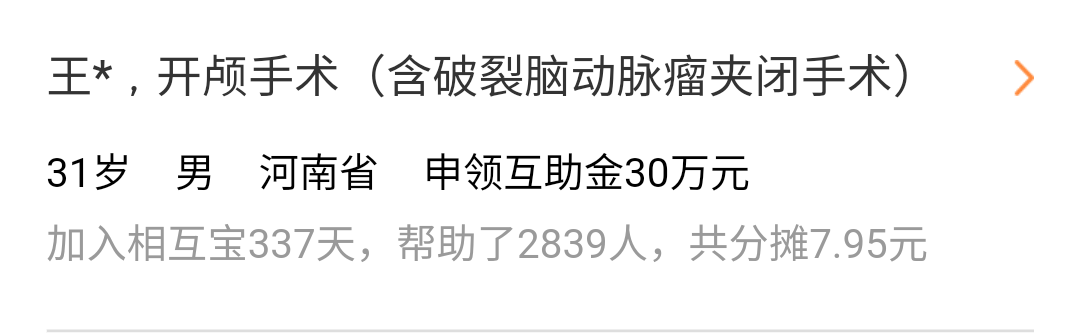 王*，开颅手术（含破裂脑动脉瘤夹闭手术）
31岁 男 河南省 申领互助金30万元
加入相互宝337天，帮助了2839人，共分摊7.95元